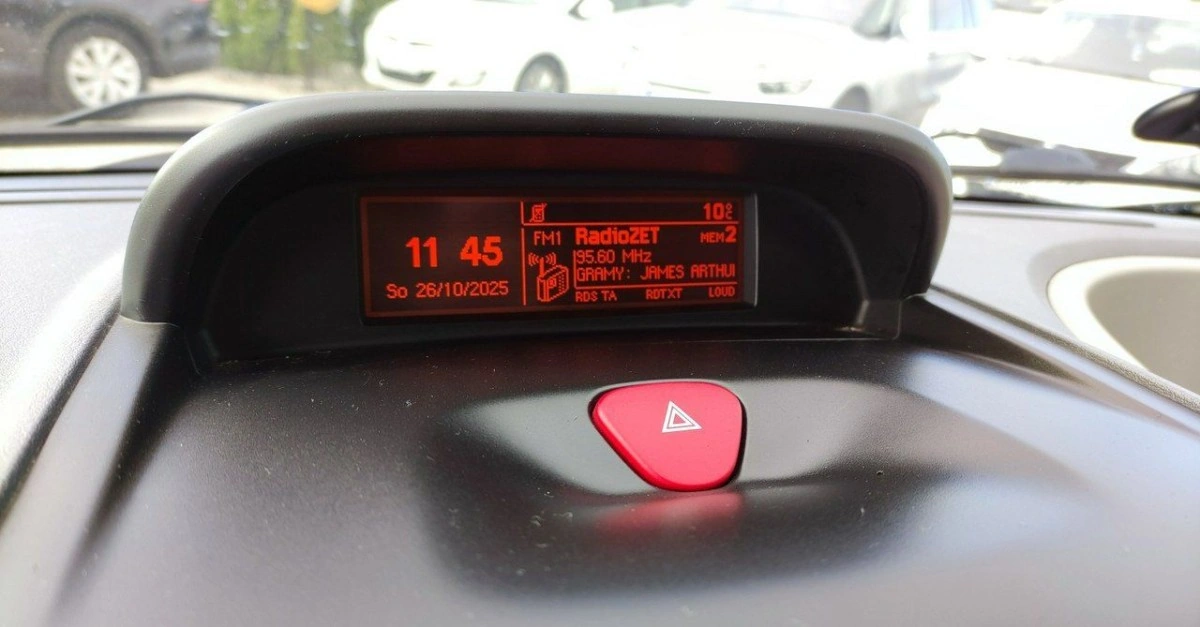 11 45
So 26/10/2025
10°C
FM1 RadioZET MEM2
95.60 MHz
GRAMY: JAMES ARTHU
RDS TA RDTXT LOUD